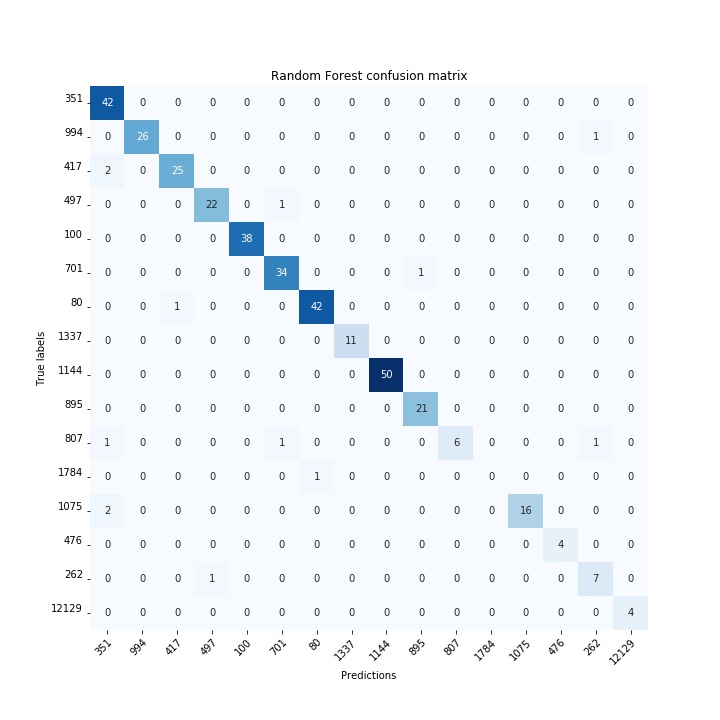 Random Forest confusion matrix
True labels
351 42 0 0 0 0 0 0 0 0 0 0 0 0 0 0 0
994 0 26 0 0 0 0 0 0 0 0 0 0 0 0 1 0
417 2 0 25 0 0 0 0 0 0 0 0 0 0 0 0 0
497 0 0 0 22 0 1 0 0 0 0 0 0 0 0 0 0
100 0 0 0 0 38 0 0 0 0 0 0 0 0 0 0 0
701 0 0 0 0 0 34 0 0 0 1 0 0 0 0 0 0
80 0 0 1 0 0 0 42 0 0 0 0 0 0 0 0 0
1337 0 0 0 0 0 0 0 11 0 0 0 0 0 0 0 0
1144 0 0 0 0 0 0 0 0 50 0 0 0 0 0 0 0
895 0 0 0 0 0 0 0 0 0 21 0 0 0 0 0 0
807 1 0 0 0 0 1 0 0 0 0 6 0 0 0 1 0
1784 0 0 0 0 0 0 1 0 0 0 0 0 0 0 0 0
1075 2 0 0 0 0 0 0 0 0 0 0 0 16 0 0 0
476 0 0 0 0 0 0 0 0 0 0 0 0 0 4 0 0
262 0 0 0 1 0 0 0 0 0 0 0 0 0 0 7 0
12129 0 0 0 0 0 0 0 0 0 0 0 0 0 0 0 4
351 994 417 497 100 701 80 1337 1144 895 807 1784 1075 476 262 12129
Predictions